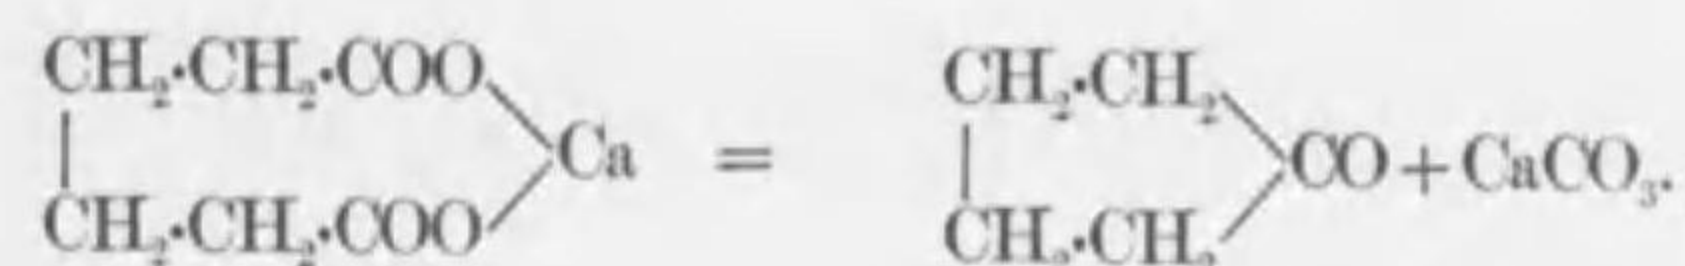 CH₂·CH₂·COO CH₂·CH₂
Ca = CO+CaCO₃.
CH₂·CH₂·COO CH₂·CH₂